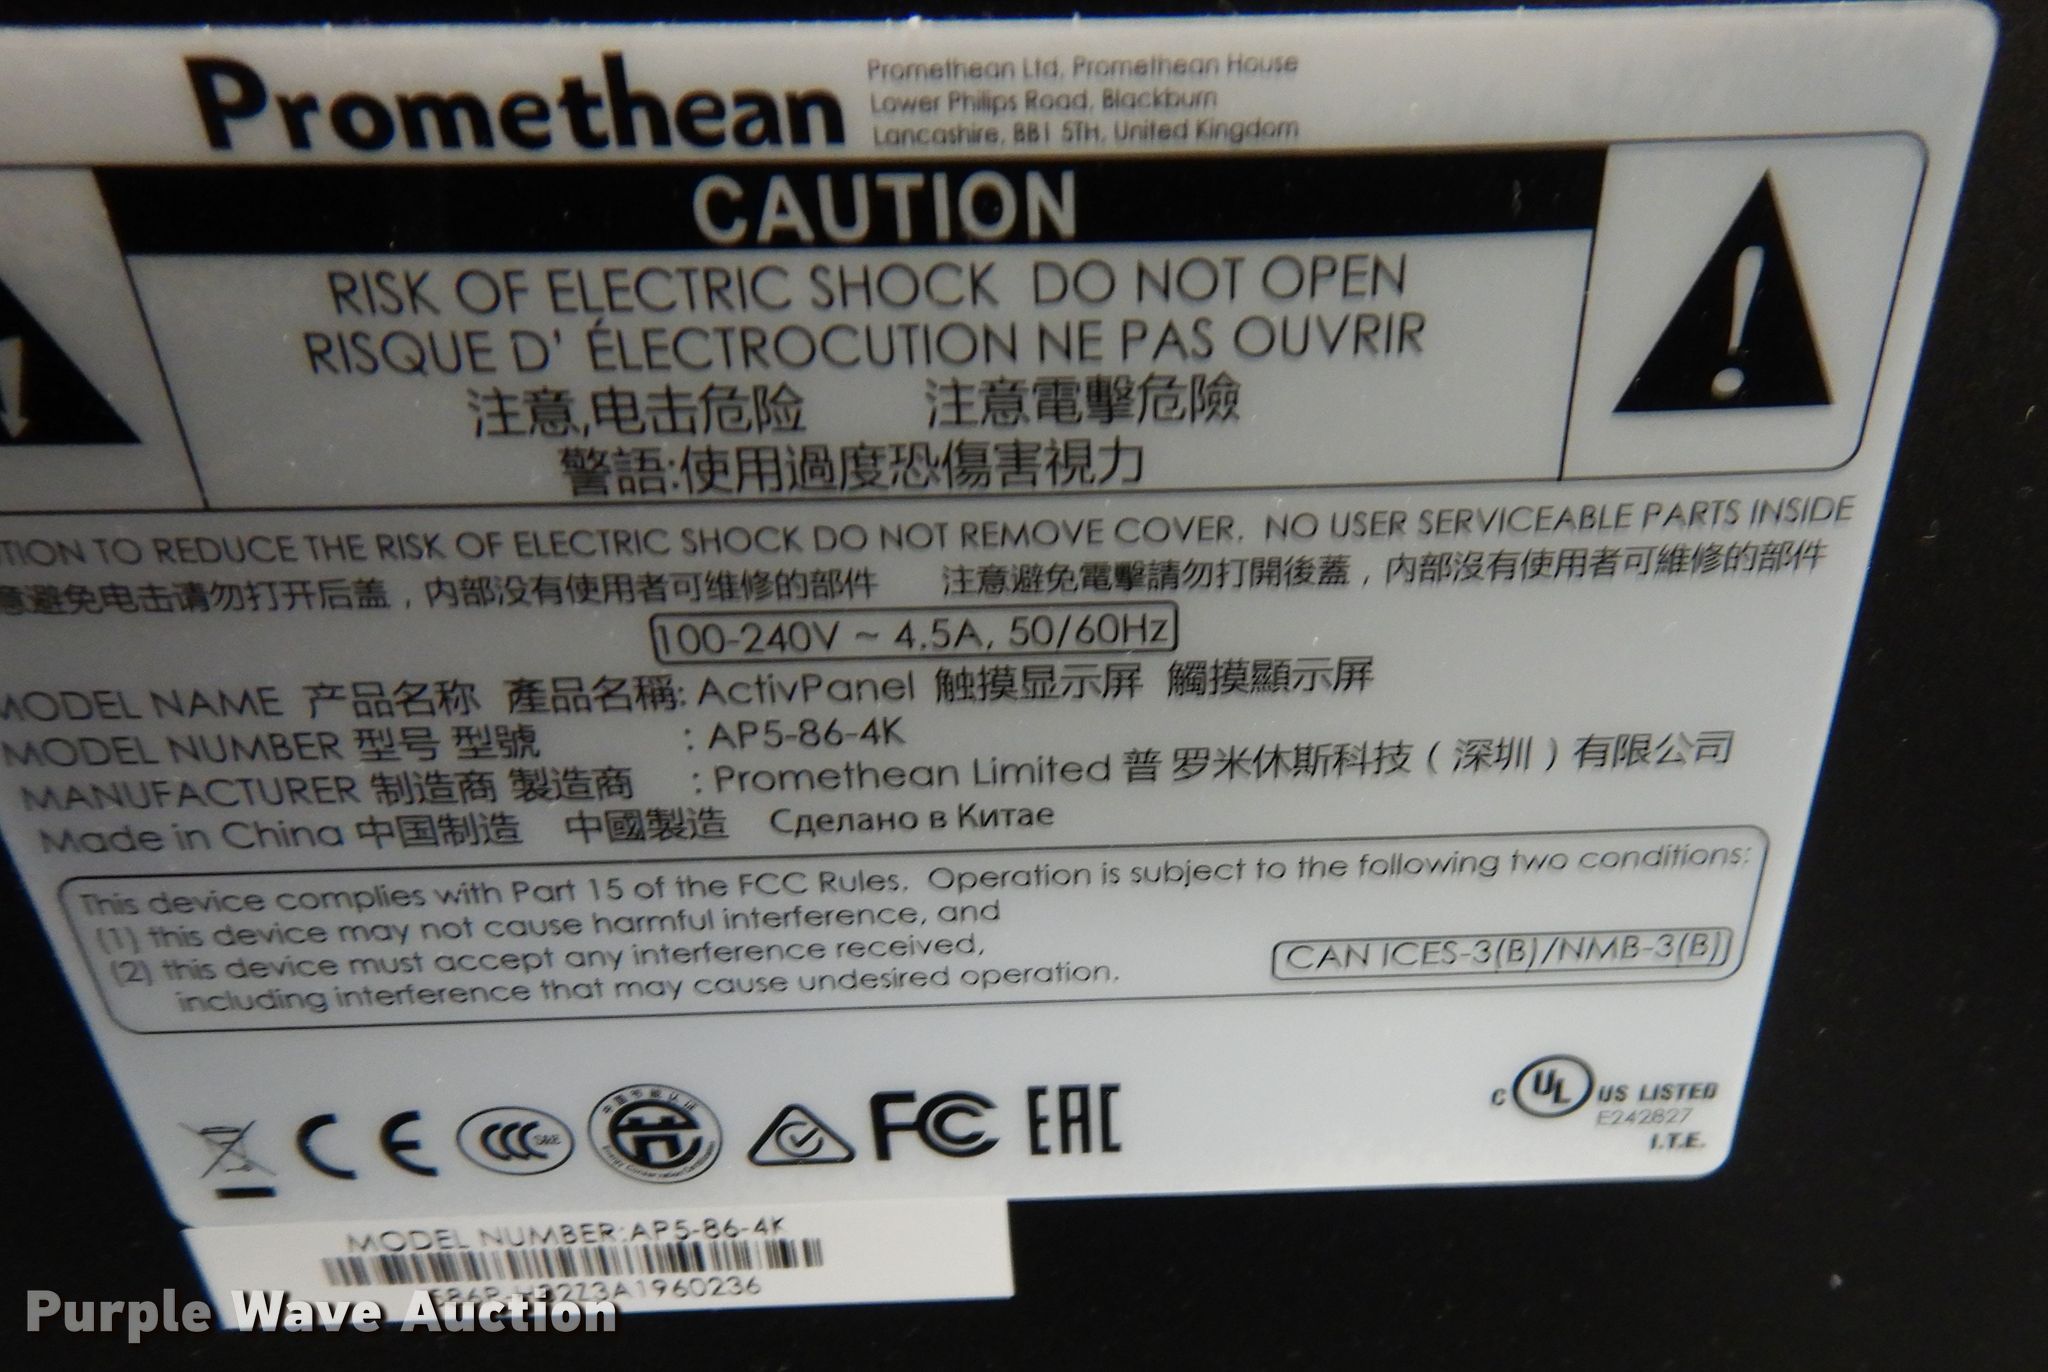 Promethean
Promethean Ltd, Promethean House
Lower Philips Road, Blackburn
Lancashire, BB1 5TH, United Kingdom
CAUTION
RISK OF ELECTRIC SHOCK DO NOT OPEN
RISQUE D' ÉLECTROCUTION NE PAS OUVRIR
注意,电击危险 注意電擊危險
警語:使用過度恐傷害視力
TION TO REDUCE THE RISK OF ELECTRIC SHOCK DO NOT REMOVE COVER. NO USER SERVICEABLE PARTS INSIDE
意避免电击请勿打开后盖，内部没有使用者可维修的部件 注意避免電擊請勿打開後蓋，內部沒有使用者可維修的部件
100-240V ~ 4.5A, 50/60Hz
MODEL NAME 产品名称 產品名稱: ActivPanel 触摸显示屏 觸摸顯示屏
MODEL NUMBER 型号 型號 : AP5-86-4K
MANUFACTURER 制造商 製造商 : Promethean Limited 普罗米休斯科技（深圳）有限公司
Made in China 中国制造 中國製造 Сделано в Китае
This device complies with Part 15 of the FCC Rules. Operation is subject to the following two conditions:
(1) this device may not cause harmful interference, and
(2) this device must accept any interference received,
including interference that may cause undesired operation.
CAN ICES-3(B)/NMB-3(B)
CE CCC S&E 中国节能认证 FC EAC
C UL US LISTED
E242827
I.T.E.
MODEL NUMBER:AP5-86-4K
Purple Wave Auction